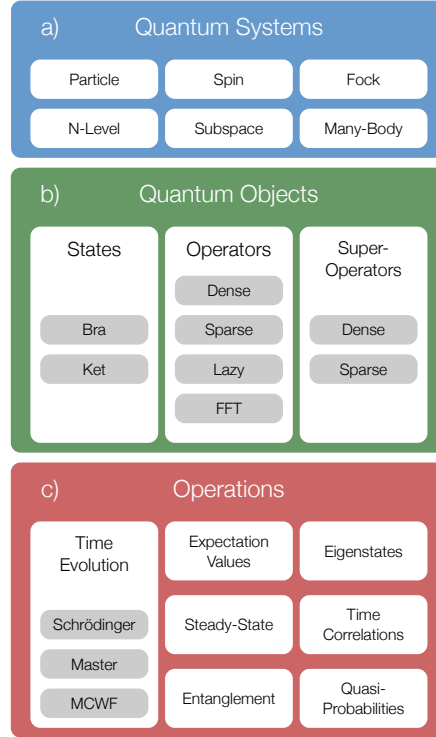 a) Quantum Systems
Particle
Spin
Fock
N-Level
Subspace
Many-Body
b) Quantum Objects
States
Bra
Ket
Operators
Dense
Sparse
Lazy
FFT
Super-
Operators
Dense
Sparse
c) Operations
Time
Evolution
Schrödinger
Master
MCWF
Expectation
Values
Eigenstates
Steady-State
Time
Correlations
Entanglement
Quasi-
Probabilities